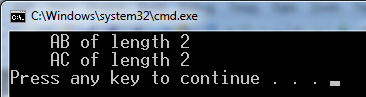 C:\Windows\system32\cmd.exe
AB of length 2
AC of length 2
Press any key to continue . . .